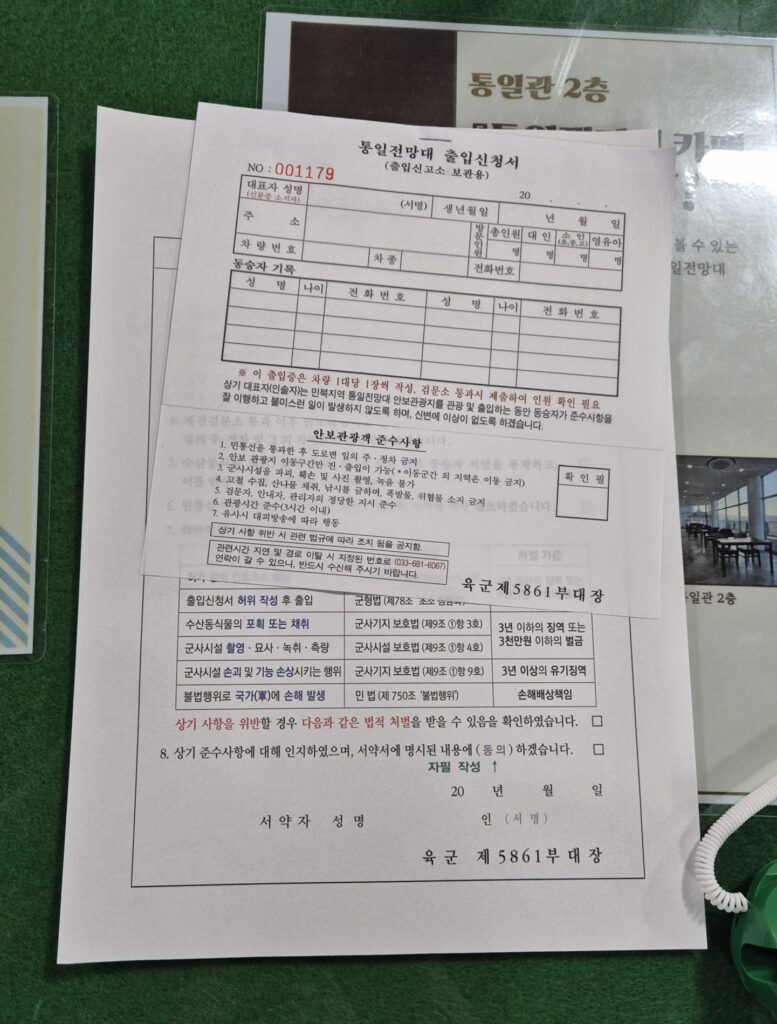 통일관 2층
볼 수 있는
통일관 2층
통일전망대 출입신청서
(출입신고소 보관용)
NO : 001179
20 . . .
대표자 성명
(신분증 소지자)
(서명)
생년월일
년 월 일
주 소
방문인원
총인원
대 인
소 인
(초중고)
영유아
명
명
명
명
차량번호
차종
전화번호
동승자 기록
성 명 나이 전 화 번 호 성 명 나이 전 화 번 호
※ 이 출입증은 차량 1대당 1장씩 작성, 검문소 통과시 제출하여 인원 확인 필요
상기 대표자(인솔자)는 민북지역 통일전망대 안보관광지를 관광 및 출입하는 동안 동승자가 준수사항을
잘 이행하고 불미스런 일이 발생하지 않도록 하며, 신변에 이상이 없도록 하겠습니다.
안보관광객 준수사항
1. 민통선을 통과한 후 도로변 임의 주·정차 금지
2. 안보 관광지 이동구간만 진·출입이 가능(*이동군간 의 지역은 이동 금지)
3. 군사시설을 파괴, 훼손 및 사진 촬영, 녹음 불가
4. 고철 수집, 산나물 채취, 낚시를 금하며, 폭발물, 위협물 소지 금지
5. 검문자, 안내자, 관리자의 정당한 지시 준수
6. 관광시간 준수(3시간 이내)
7. 유사시 대피방송에 따라 행동
확 인 필
상기 사항 위반 시 관련 법규에 따라 조치 됨을 공지함.
관련시간 지연 및 경로 이탈 시 지정된 번호로 (033-681-6067)
연락이 갈 수 있으니, 반드시 수신해 주시기 바랍니다.
육군제5861부대장
처벌 기준
출입신청서 허위 작성 후 출입
군형법 (제78조
수산동식물의 포획 또는 채취
군사기지 보호법 (제9조 ①항 3호)
3년 이하의 징역 또는
3천만원 이하의 벌금
군사시설 촬영·묘사·녹취·측량
군사기지 보호법 (제9조 ①항 4호)
군사시설 손괴 및 기능 손상시키는 행위
군사기지 보호법 (제9조 ①항 9호)
3년 이상의 유기징역
불법행위로 국가(軍)에 손해 발생
민 법 (제 750조 '불법행위')
손해배상책임
상기 사항을 위반할 경우 다음과 같은 법적 처벌을 받을 수 있음을 확인하였습니다. □
8. 상기 준수사항에 대해 인지하였으며, 서약서에 명시된 내용에 (동의) 하겠습니다. □
자필 작성 ↑
20 년 월 일
서 약 자 성 명 인 (서명)
육 군 제5861부대장